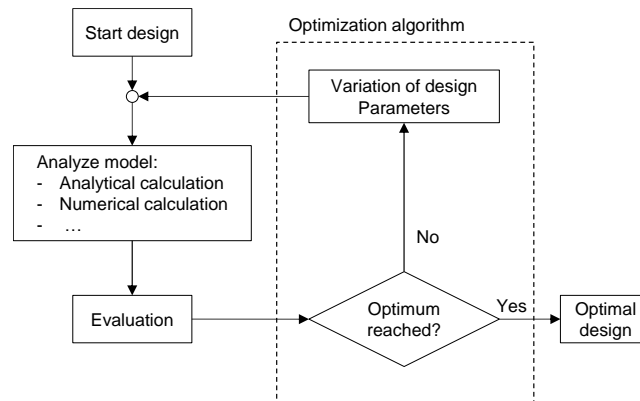 Start design
Optimization algorithm
Variation of design
Parameters
Analyze model:
- Analytical calculation
- Numerical calculation
- …
No
Evaluation
Optimum
reached?
Yes
Optimal
design